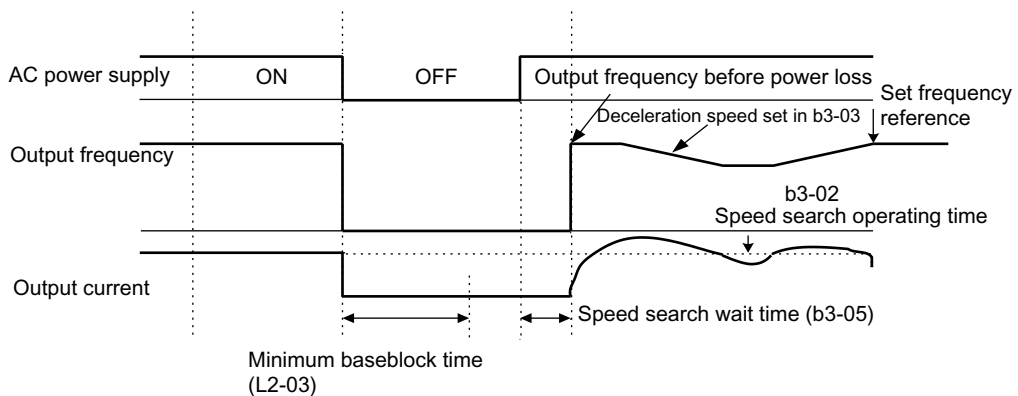 AC power supply
ON
OFF
Output frequency before power loss
Set frequency
reference
Deceleration speed set in b3-03
Output frequency
b3-02
Speed search operating time
Output current
Speed search wait time (b3-05)
Minimum baseblock time
(L2-03)